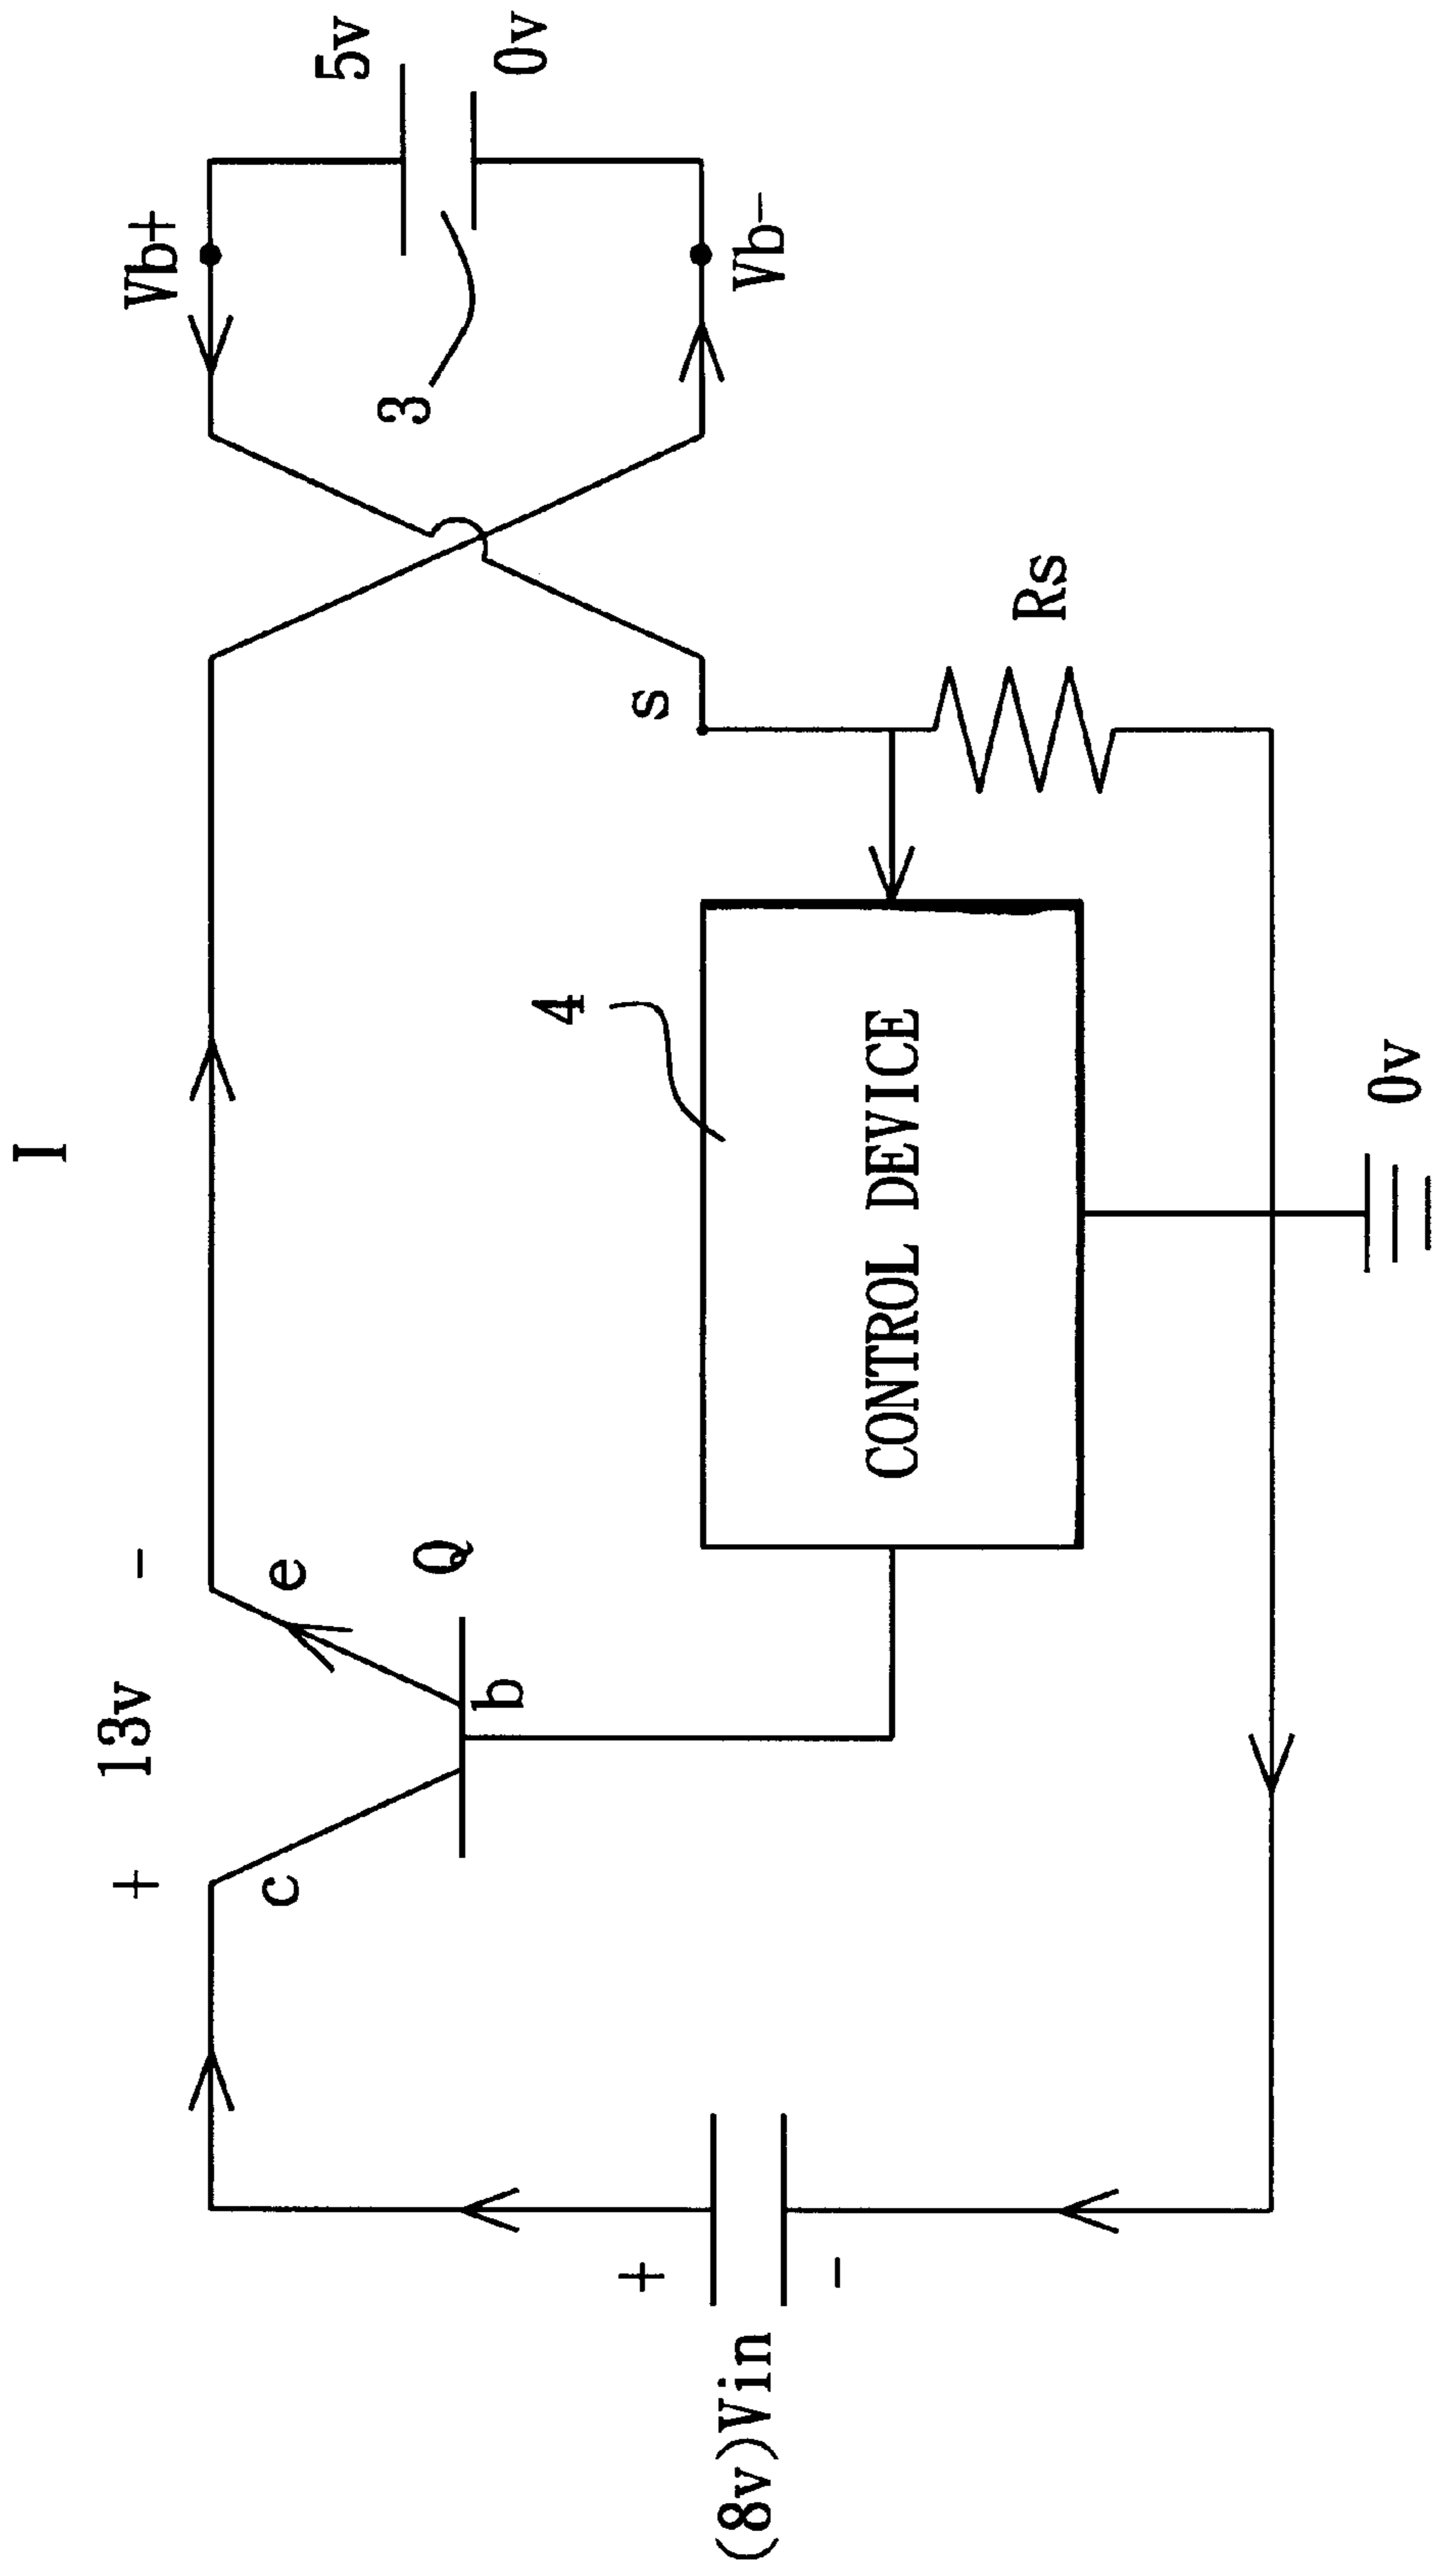 I
+ 13v -
Vb+
c
e
5v
Q
3
b
0v
4
+
s
(8v)Vin
Vb-
-
CONTROL DEVICE
Rs
0v